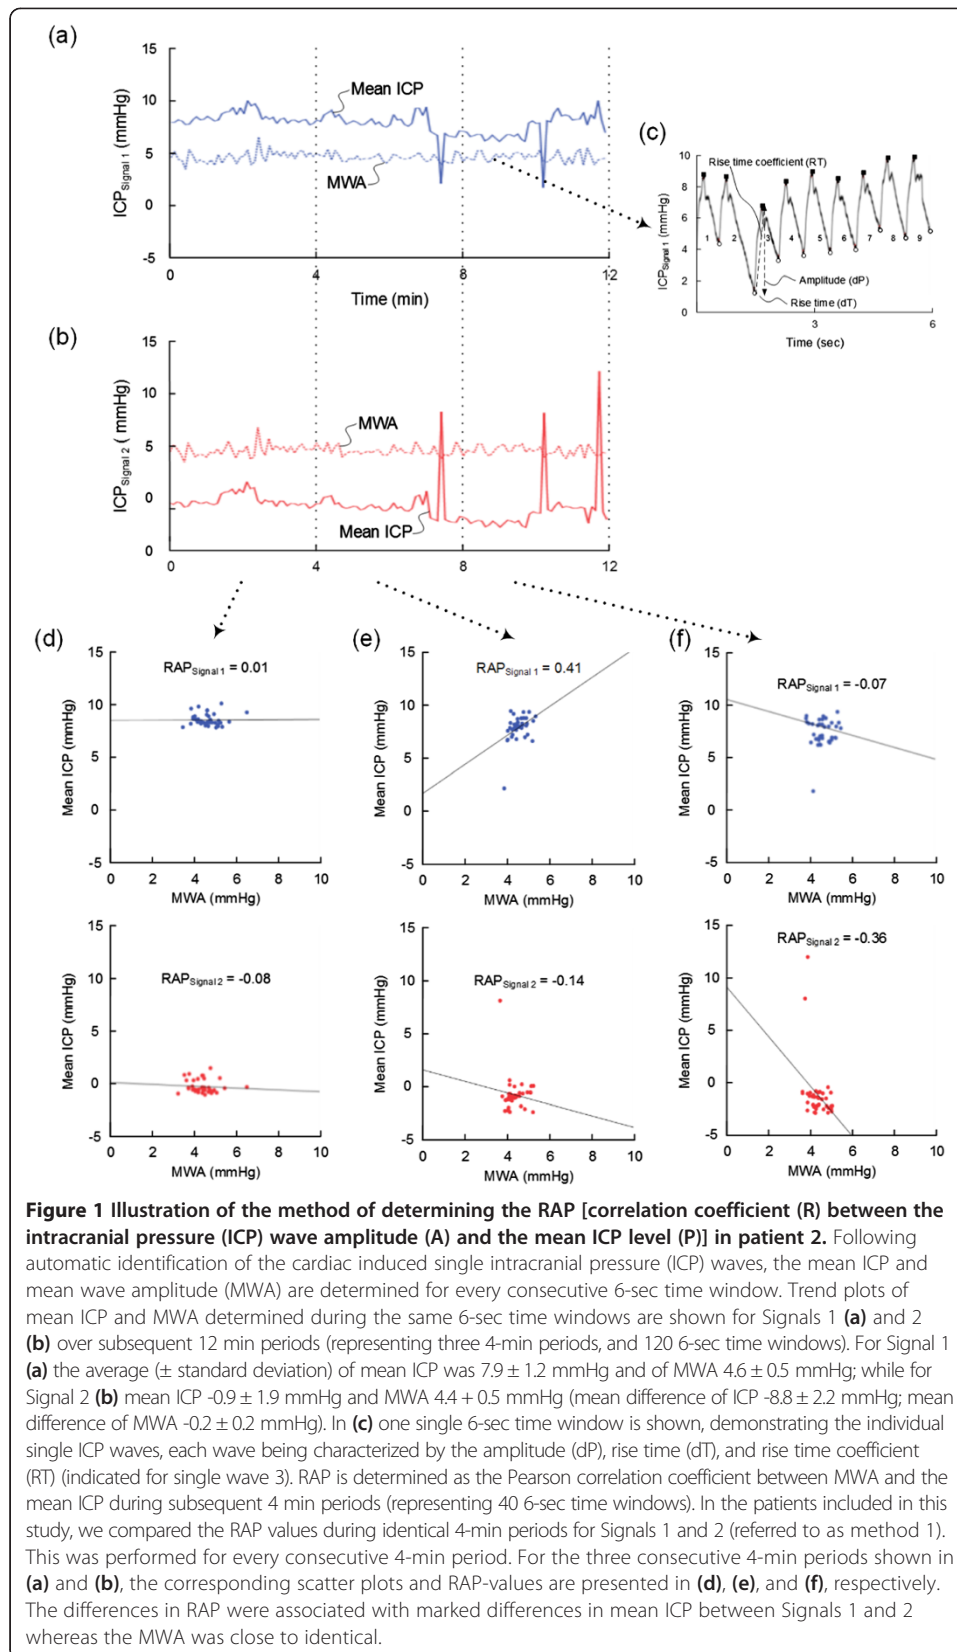 (a)
15
10
5
0
-5
ICPSignal 1 (mmHg)
Mean ICP
MWA
0 4 8 12
Time (min)
(c)
10
8
6
4
2
0
ICPSignal 1 (mmHg)
Rise time coefficient (RT)
1 2 3 4 5 6 7 8 9
Amplitude (dP)
Rise time (dT)
3 6
Time (sec)
(b)
15
10
5
0
0
ICPSignal 2 ( mmHg)
MWA
Mean ICP
0 4 8 12
(d)
15
10
5
0
-5
Mean ICP (mmHg)
RAPSignal 1 = 0.01
0 2 4 6 8 10
MWA (mmHg)
(e)
15
10
5
0
-5
Mean ICP (mmHg)
RAPSignal 1 = 0.41
0 2 4 6 8 10
MWA (mmHg)
(f)
15
10
5
0
-5
Mean ICP (mmHg)
RAPSignal 1 = -0.07
0 2 4 6 8 10
MWA (mmHg)
15
10
5
0
-5
Mean ICP (mmHg)
RAPSignal 2 = -0.08
0 2 4 6 8 10
MWA (mmHg)
15
10
5
0
-5
Mean ICP (mmHg)
RAPSignal 2 = -0.14
0 2 4 6 8 10
MWA (mmHg)
15
10
5
0
-5
Mean ICP (mmHg)
RAPSignal 2 = -0.36
0 2 4 6 8 10
MWA (mmHg)
Figure 1 Illustration of the method of determining the RAP [correlation coefficient (R) between the
intracranial pressure (ICP) wave amplitude (A) and the mean ICP level (P)] in patient 2. Following
automatic identification of the cardiac induced single intracranial pressure (ICP) waves, the mean ICP and
mean wave amplitude (MWA) are determined for every consecutive 6-sec time window. Trend plots of
mean ICP and MWA determined during the same 6-sec time windows are shown for Signals 1 (a) and 2
(b) over subsequent 12 min periods (representing three 4-min periods, and 120 6-sec time windows). For Signal 1
(a) the average (± standard deviation) of mean ICP was 7.9 ± 1.2 mmHg and of MWA 4.6 ± 0.5 mmHg; while for
Signal 2 (b) mean ICP -0.9 ± 1.9 mmHg and MWA 4.4 + 0.5 mmHg (mean difference of ICP -8.8 ± 2.2 mmHg; mean
difference of MWA -0.2 ± 0.2 mmHg). In (c) one single 6-sec time window is shown, demonstrating the individual
single ICP waves, each wave being characterized by the amplitude (dP), rise time (dT), and rise time coefficient
(RT) (indicated for single wave 3). RAP is determined as the Pearson correlation coefficient between MWA and the
mean ICP during subsequent 4 min periods (representing 40 6-sec time windows). In the patients included in this
study, we compared the RAP values during identical 4-min periods for Signals 1 and 2 (referred to as method 1).
This was performed for every consecutive 4-min period. For the three consecutive 4-min periods shown in
(a) and (b), the corresponding scatter plots and RAP-values are presented in (d), (e), and (f), respectively.
The differences in RAP were associated with marked differences in mean ICP between Signals 1 and 2
whereas the MWA was close to identical.